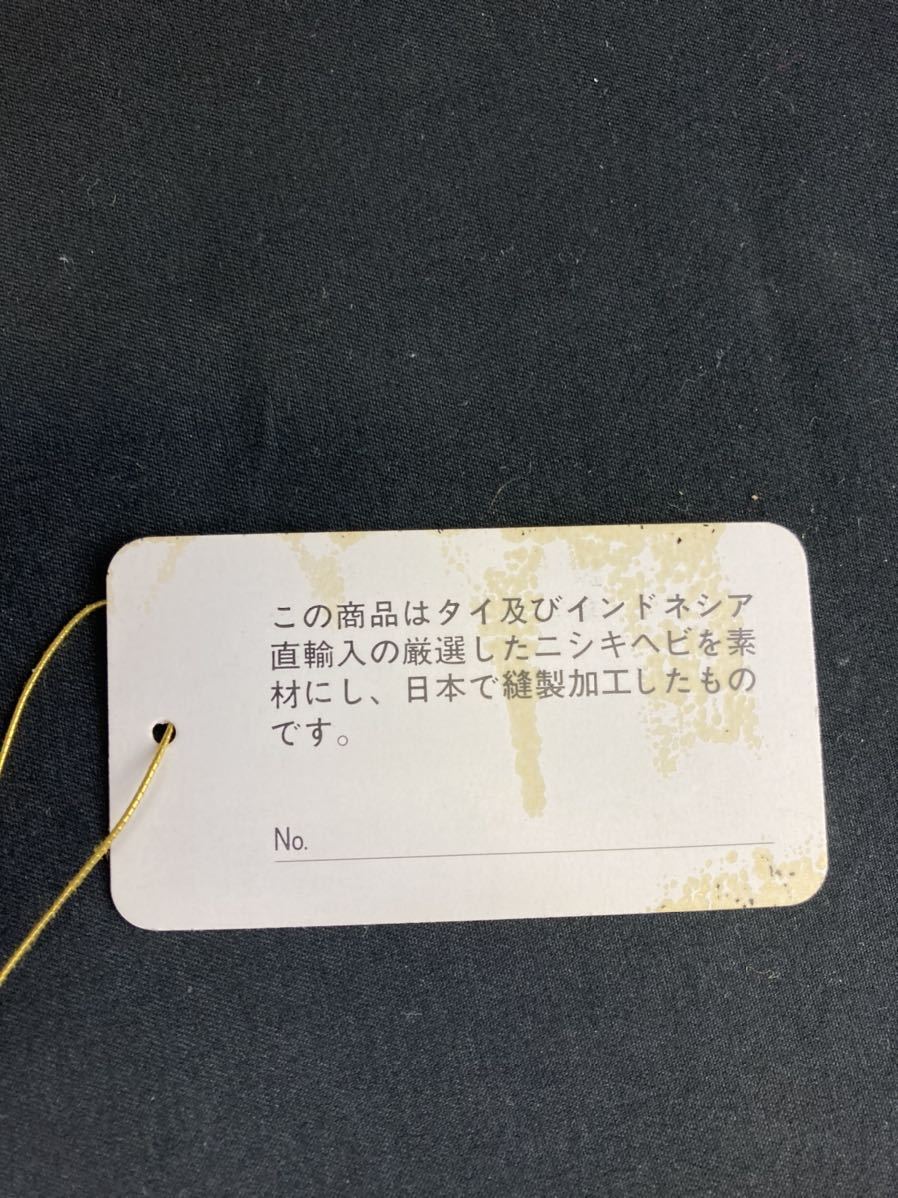 この商品はタイ及びインドネシア
直輸入の厳選したニシキヘビを素
材にし、日本で縫製加工したもの
です。
No.